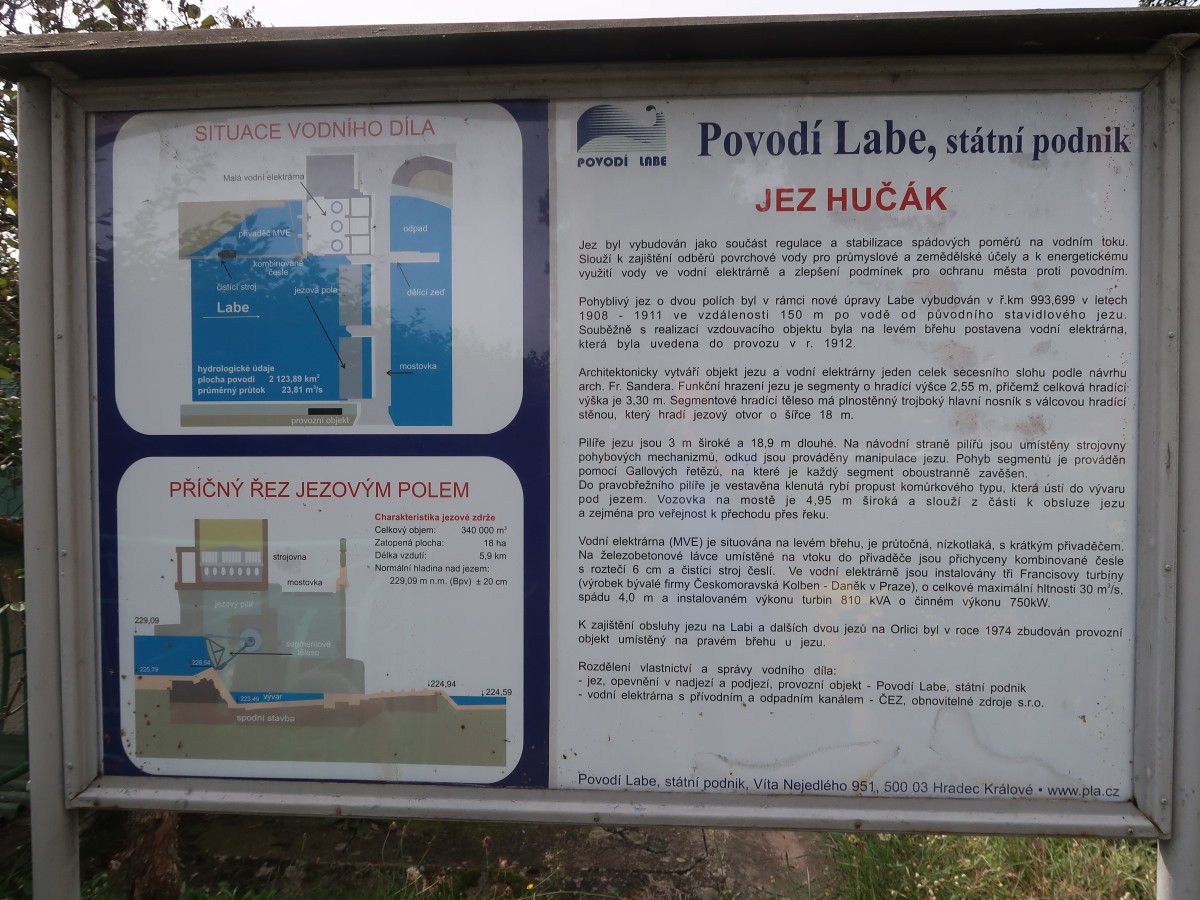 SITUACE VODNÍHO DÍLA
Malá vodní elektrárna
přivaděč MVE
odpad
kombinované
česle
čistící stroj
jezová pole
dělící zeď
Labe
mostovka
hydrologické údaje
plocha povodí 2 123,89 km²
průměrný průtok 23,81 m³/s
provozní objekt
PŘÍČNÝ ŘEZ JEZOVÝM POLEM
Charakteristika jezové zdrže
Celkový objem: 340 000 m³
Zatopená plocha: 18 ha
Délka vzdutí: 5,9 km
Normální hladina nad jezem:
229,09 m n.m. (Bpv) ± 20 cm
strojovna
mostovka
jezový pilíř
229,09
segmentové
těleso
225,79
226,54
224,94
224,59
223,49
vývar
spodní stavba
POVODÍ LABE
Povodí Labe, státní podnik
JEZ HUČÁK
Jez byl vybudován jako součást regulace a stabilizace spádových poměrů na vodním toku.
Slouží k zajištění odběrů povrchové vody pro průmyslové a zemědělské účely a k energetickému
využití vody ve vodní elektrárně a zlepšení podmínek pro ochranu města proti povodním.
Pohyblivý jez o dvou polích byl v rámci nové úpravy Labe vybudován v ř.km 993,699 v letech
1908 - 1911 ve vzdálenosti 150 m po vodě od původního stavidlového jezu.
Souběžně s realizací vzdouvacího objektu byla na levém břehu postavena vodní elektrárna,
která byla uvedena do provozu v r. 1912.
Architektonicky vytváří objekt jezu a vodní elektrárny jeden celek secesního slohu podle návrhu
arch. Fr. Sandera. Funkční hrazení jezu je segmenty o hradící výšce 2,55 m, přičemž celková hradící
výška je 3,30 m. Segmentové hradící těleso má plnostěnný trojboký hlavní nosník s válcovou hradící
stěnou, který hradí jezový otvor o šířce 18 m.
Pilíře jezu jsou 3 m široké a 18,9 m dlouhé. Na návodní straně pilířů jsou umístěny strojovny
pohybových mechanizmů, odkud jsou prováděny manipulace jezu. Pohyb segmentů je prováděn
pomocí Gallových řetězů, na které je každý segment oboustranně zavěšen.
Do pravobřežního pilíře je vestavěna klenutá rybí propust komůrkového typu, která ústí do vývaru
pod jezem. Vozovka na mostě je 4,95 m široká a slouží z části k obsluze jezu
a zejména pro veřejnost k přechodu přes řeku.
Vodní elektrárna (MVE) je situována na levém břehu, je průtočná, nízkotlaká, s krátkým přivaděčem.
Na železobetonové lávce umístěné na vtoku do přivaděče jsou přichyceny kombinované česle
s roztečí 6 cm a čistící stroj česlí. Ve vodní elektrárně jsou instalovány tři Francisovy turbíny
(výrobek bývalé firmy Českomoravská Kolben - Daněk v Praze), o celkové maximální hltnosti 30 m³/s,
spádu 4,0 m a instalovaném výkonu turbin 810 kVA o činném výkonu 750kW.
K zajištění obsluhy jezu na Labi a dalších dvou jezů na Orlici byl v roce 1974 zbudován provozní
objekt umístěný na pravém břehu u jezu.
Rozdělení vlastnictví a správy vodního díla:
- jez, opevnění v nadjezí a podjezí, provozní objekt - Povodí Labe, státní podnik
- vodní elektrárna s přívodním a odpadním kanálem - ČEZ, obnovitelné zdroje s.r.o.
Povodí Labe, státní podnik, Víta Nejedlého 951, 500 03 Hradec Králové • www.pla.cz